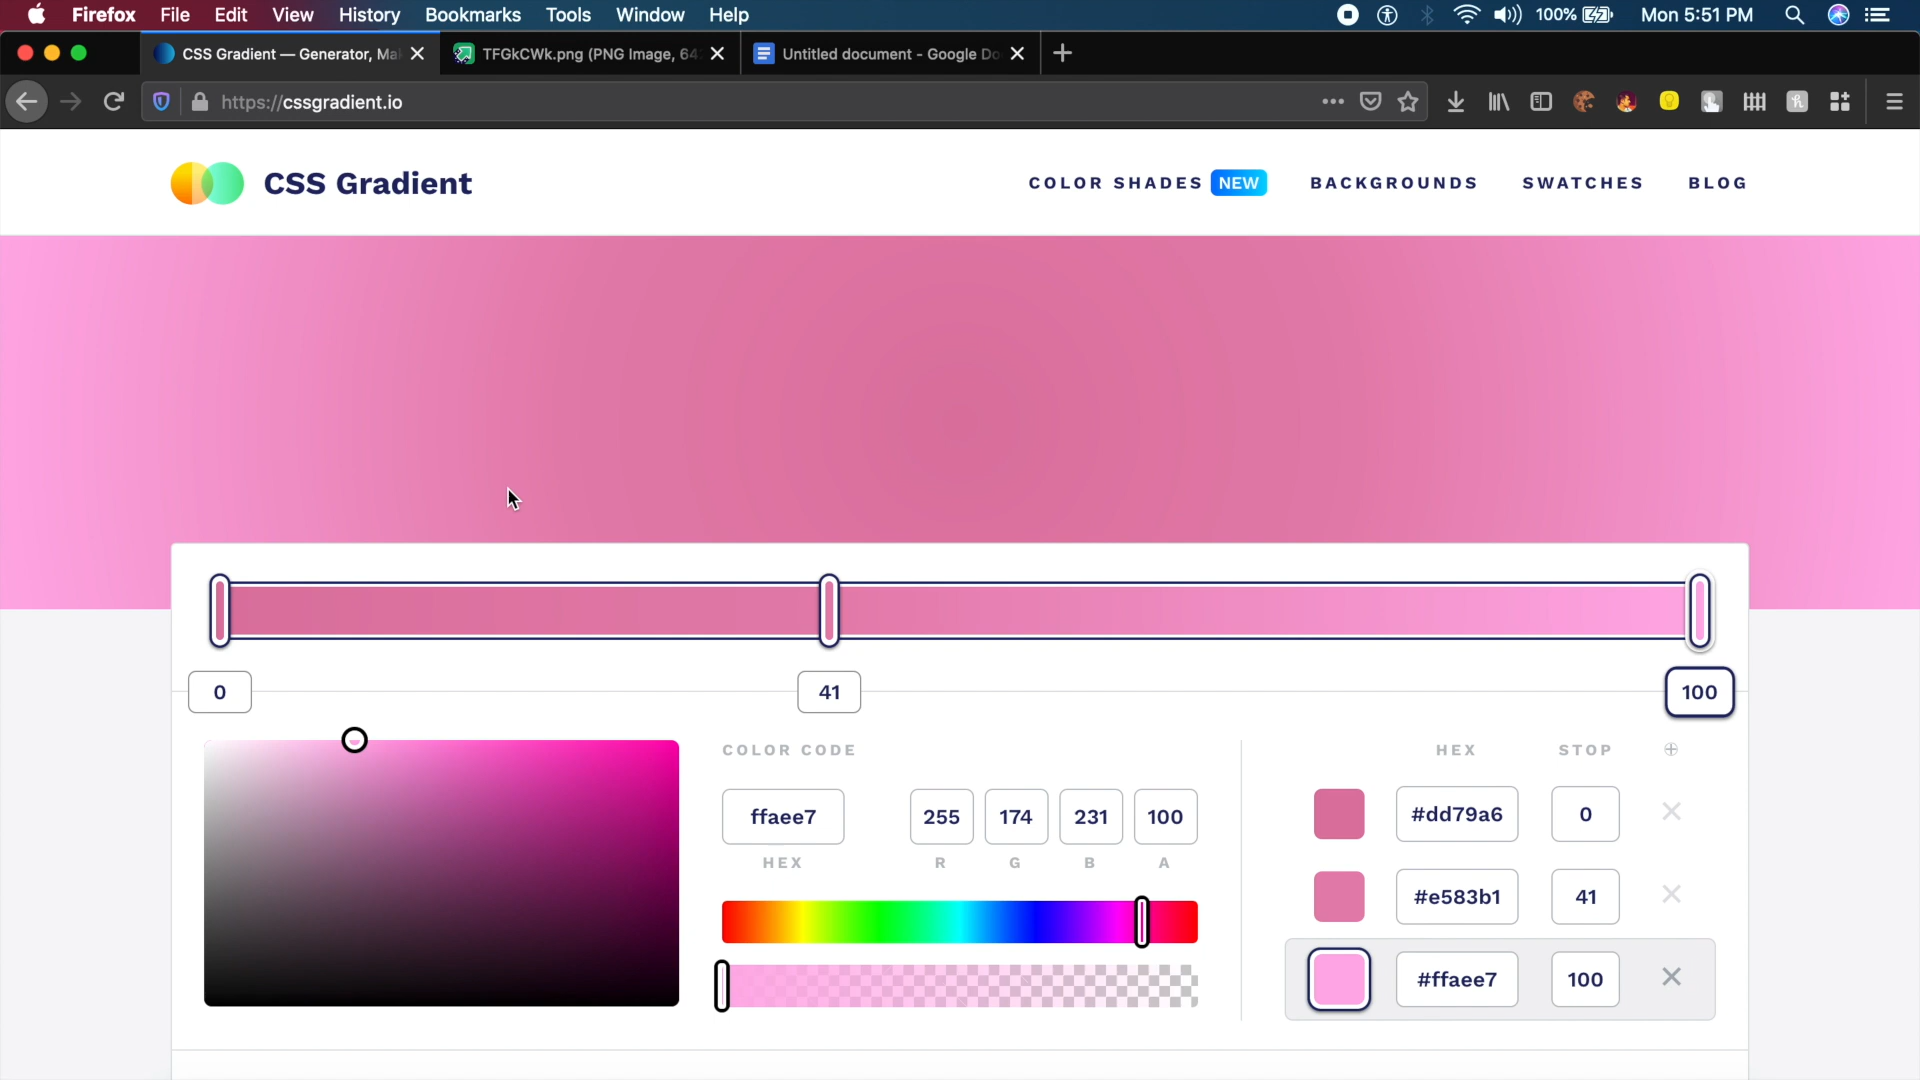 Firefox File Edit View History Bookmarks Tools Window Help 100% Mon 5:51 PM
CSS Gradient — Generator, Ma TFGkCWk.png (PNG Image, 64 Untitled document - Google Do
https://cssgradient.io
CSS Gradient COLOR SHADES NEW BACKGROUNDS SWATCHES BLOG
0 41 100
COLOR CODE HEX STOP
ffaee7 255 174 231 100 #dd79a6 0
HEX R G B A
#e583b1 41
#ffaee7 100